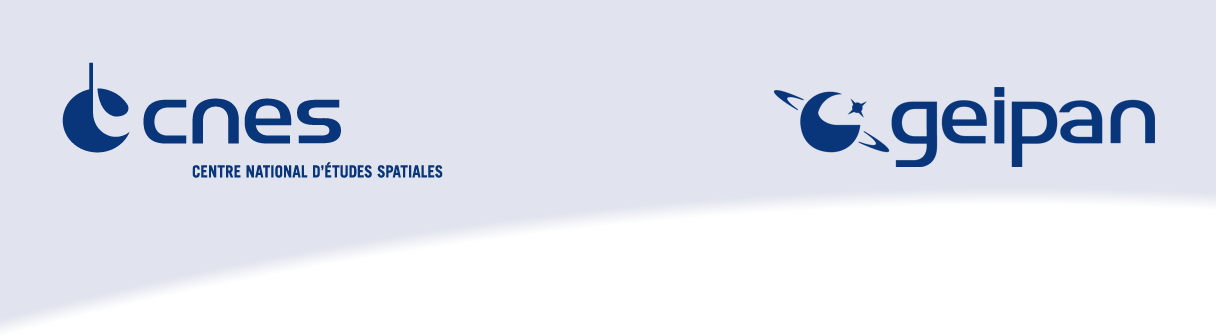 cnes
CENTRE NATIONAL D'ÉTUDES SPATIALES
geipan